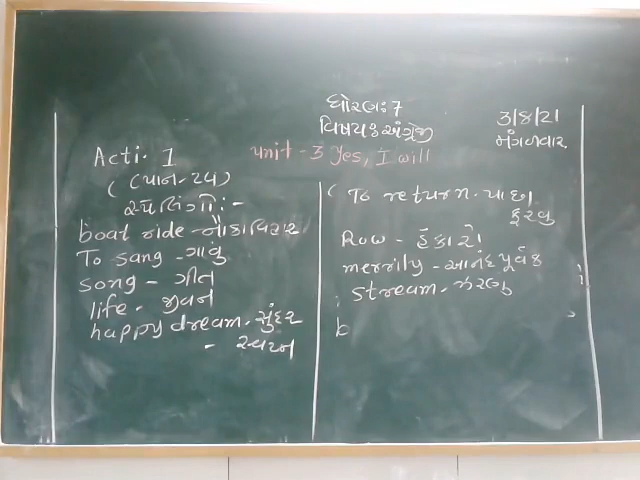 ધોરણ: 7
વિષય: અંગ્રેજી
3/8/21
મંગળવાર
unit - 3 Yes, I will
Acti. 1
(પાન-24)
સ્પેલિંગ :-
boat ride - નૌકાવિહાર
To sang - ગાવું
song - ગીત
life - જીવન
happy dream - સુંદર
- સ્વપ્ન
To return - પાછા
ફરવુ
Row - હંકારો
merrily - આનંદપૂર્વક
stream - ઝરણુ